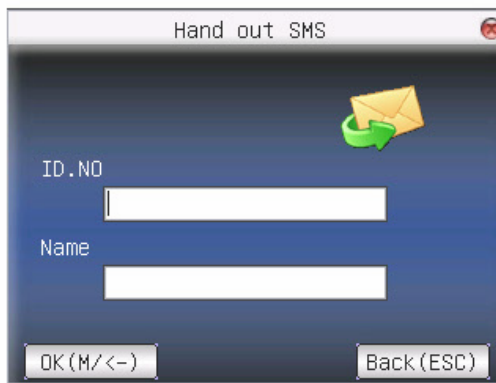 Hand out SMS
ID.NO
Name
OK(M/<-)
Back(ESC)